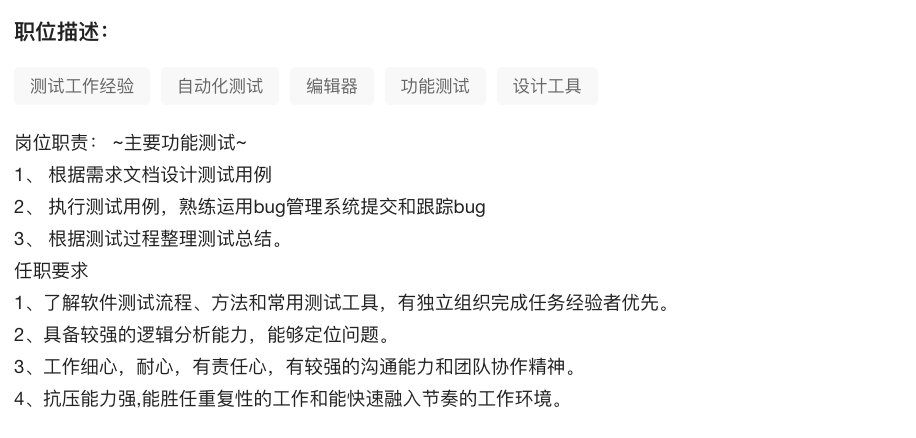 职位描述：
测试工作经验 自动化测试 编辑器 功能测试 设计工具
岗位职责： ~主要功能测试~
1、 根据需求文档设计测试用例
2、 执行测试用例，熟练运用bug管理系统提交和跟踪bug
3、 根据测试过程整理测试总结。
任职要求
1、了解软件测试流程、方法和常用测试工具，有独立组织完成任务经验者优先。
2、具备较强的逻辑分析能力，能够定位问题。
3、工作细心，耐心，有责任心，有较强的沟通能力和团队协作精神。
4、抗压能力强,能胜任重复性的工作和能快速融入节奏的工作环境。